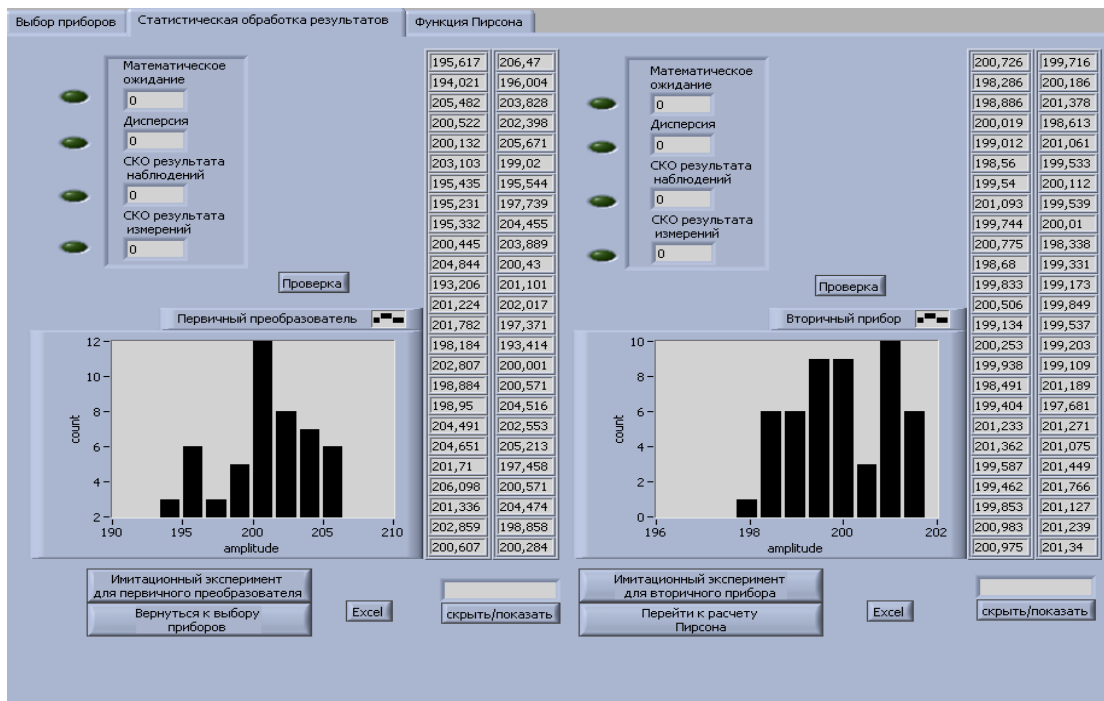 Выбор приборов Статистическая обработка результатов Функция Пирсона
Математическое
ожидание
0
Дисперсия
0
СКО результата
наблюдений
0
СКО результата
измерений
0
Проверка
195,617 206,47
194,021 196,004
205,482 203,828
200,522 202,398
200,132 205,671
203,103 199,02
195,435 195,544
195,231 197,739
195,332 204,455
200,445 203,889
204,844 200,43
193,206 201,101
201,224 202,017
201,782 197,371
198,184 193,414
202,807 200,001
198,884 200,571
198,95 204,516
204,491 202,553
204,651 205,213
201,71 197,458
206,098 200,571
201,336 204,474
202,859 198,858
200,607 200,284
Первичный преобразователь
12
10
8
6
4
2
count
190 195 200 205 210
amplitude
Имитационный эксперимент
для первичного преобразователя
Вернуться к выбору
приборов
Excel
скрыть/показать
Математическое
ожидание
0
Дисперсия
0
СКО результата
наблюдений
0
СКО результата
измерений
0
Проверка
200,726 199,716
198,286 200,186
198,886 201,378
200,019 198,613
199,012 201,061
198,56 199,533
199,54 200,112
201,093 199,539
199,744 200,01
200,775 198,338
198,68 199,331
199,833 199,173
200,506 199,849
199,134 199,537
200,253 199,203
199,938 199,109
198,491 201,189
199,404 197,681
201,233 201,271
201,362 201,075
199,587 201,449
199,462 201,766
199,853 201,127
200,983 201,239
200,975 201,34
Вторичный прибор
10
8
6
4
2
0
count
196 198 200 202
amplitude
Имитационный эксперимент
для вторичного прибора
Перейти к расчету
Пирсона
Excel
скрыть/показать